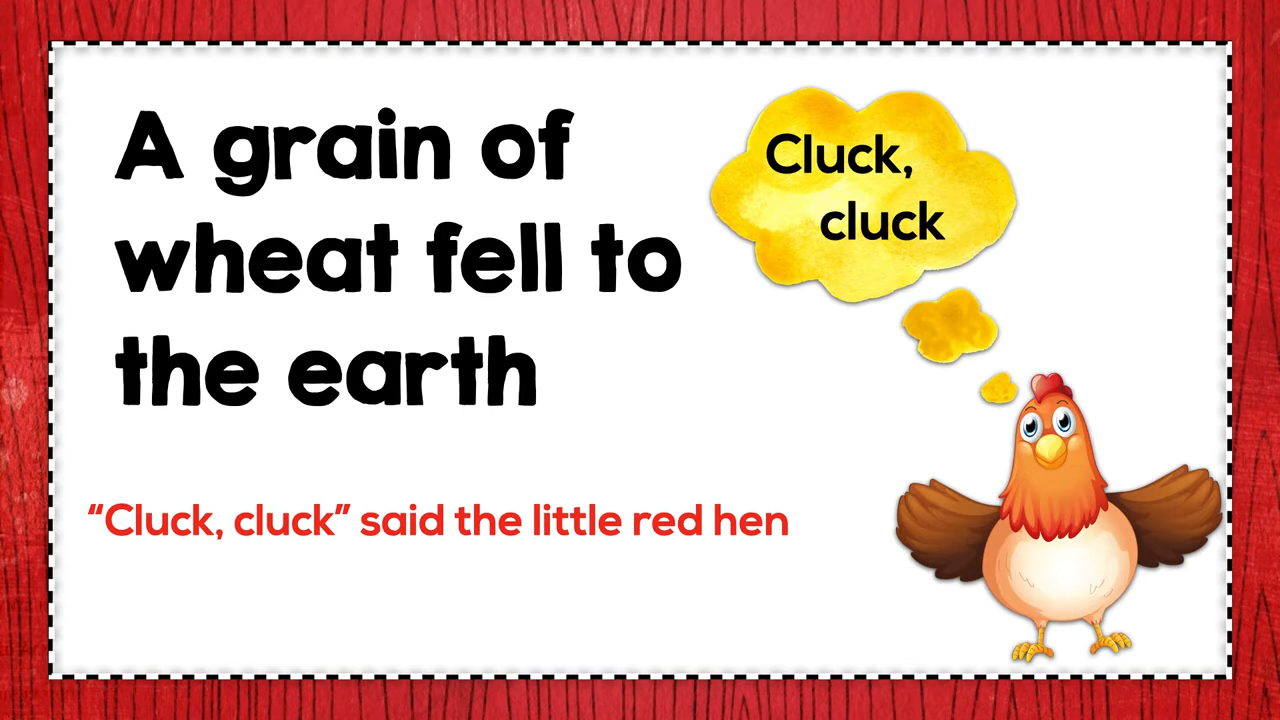 A grain of
wheat fell to
the earth
Cluck,
cluck
“Cluck, cluck” said the little red hen